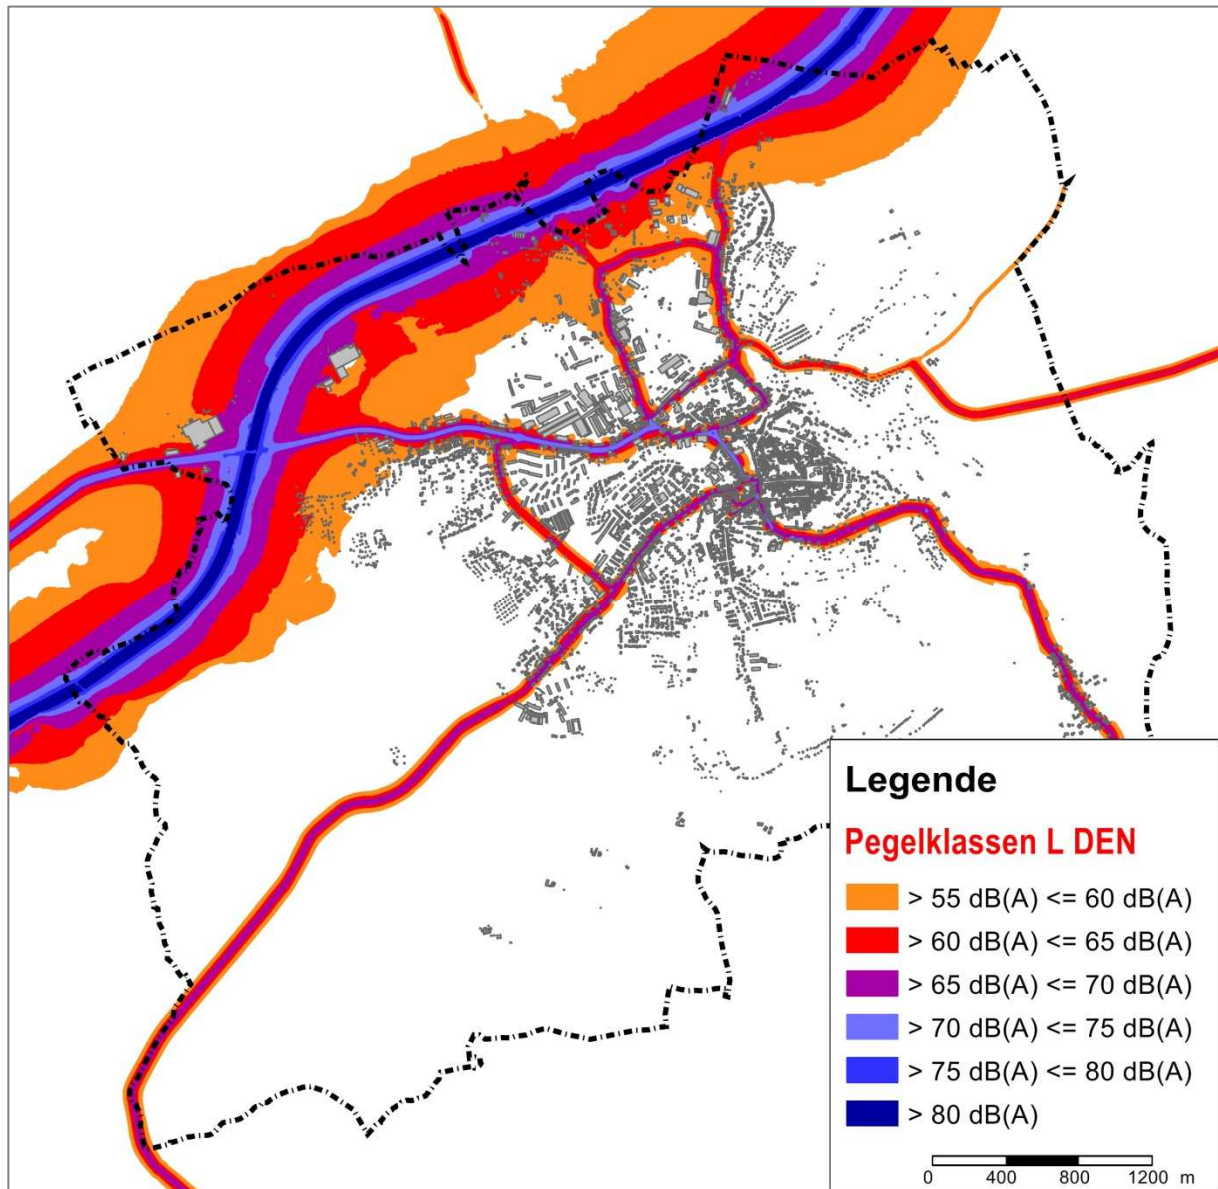 Legende
Pegelklassen L DEN
> 55 dB(A) <= 60 dB(A)
> 60 dB(A) <= 65 dB(A)
> 65 dB(A) <= 70 dB(A)
> 70 dB(A) <= 75 dB(A)
> 75 dB(A) <= 80 dB(A)
> 80 dB(A)
0 400 800 1200 m